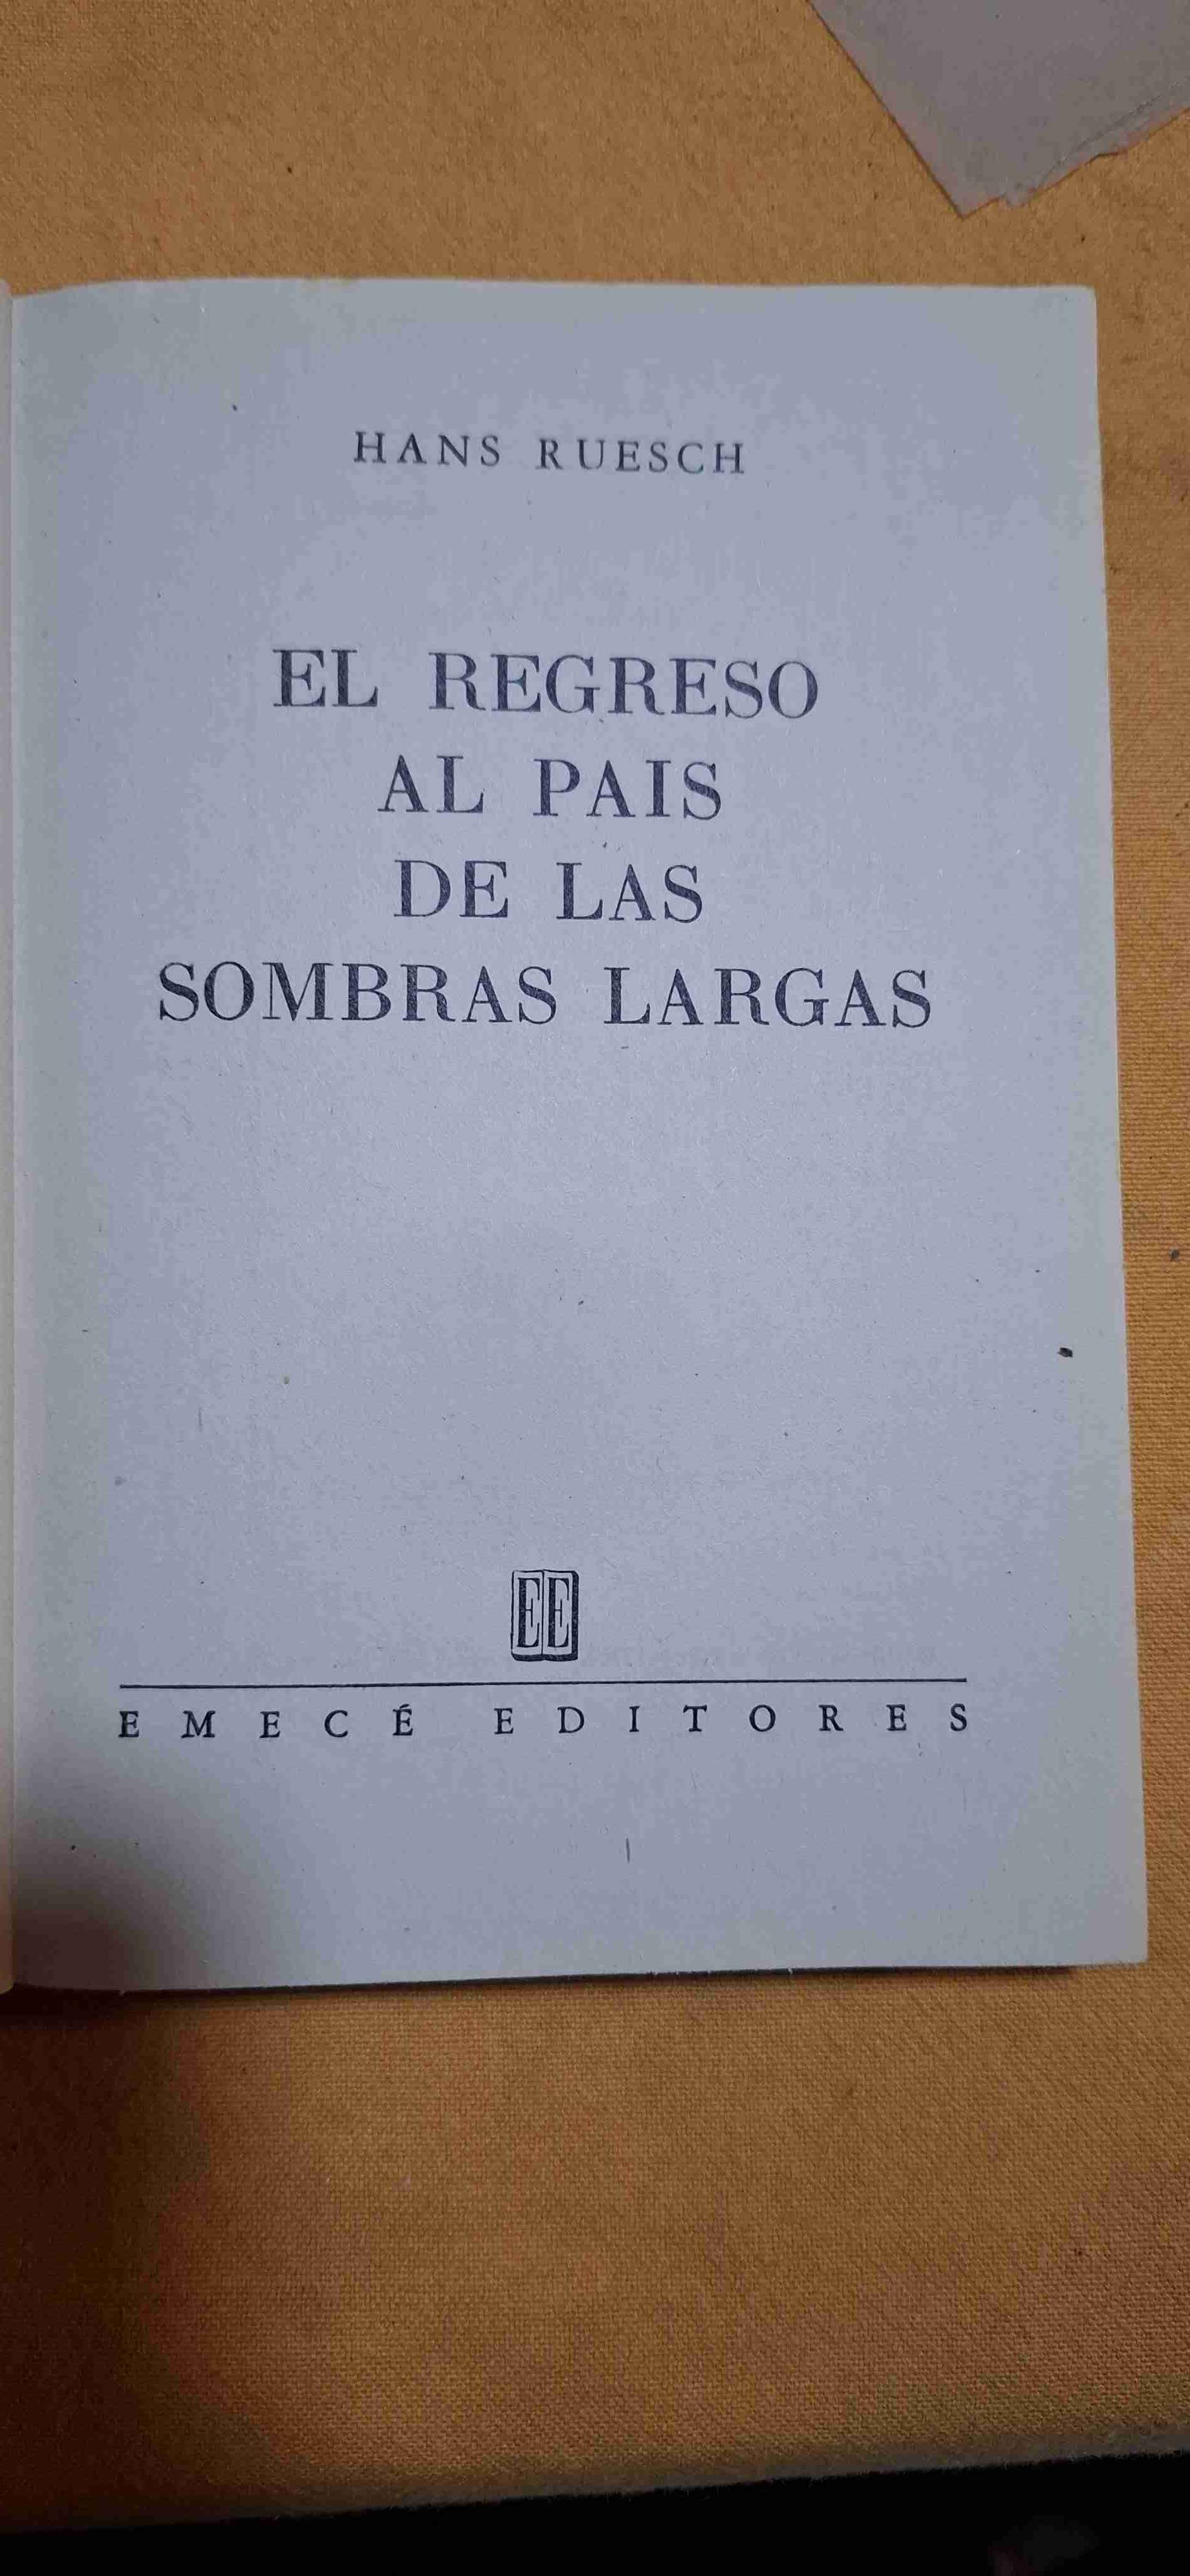 HANS RUESCH
EL REGRESO
AL PAIS
DE LAS
SOMBRAS LARGAS
EE
EMECÉ EDITORES